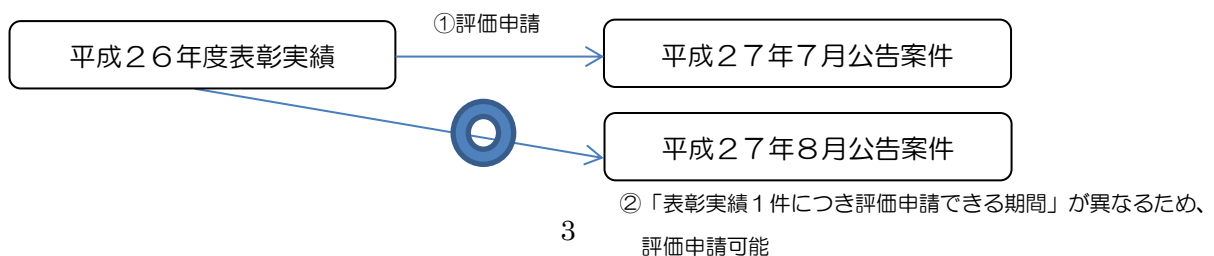 ①評価申請
平成２６年度表彰実績
平成２７年７月公告案件
平成２７年８月公告案件
②「表彰実績１件につき評価申請できる期間」が異なるため、
評価申請可能
3